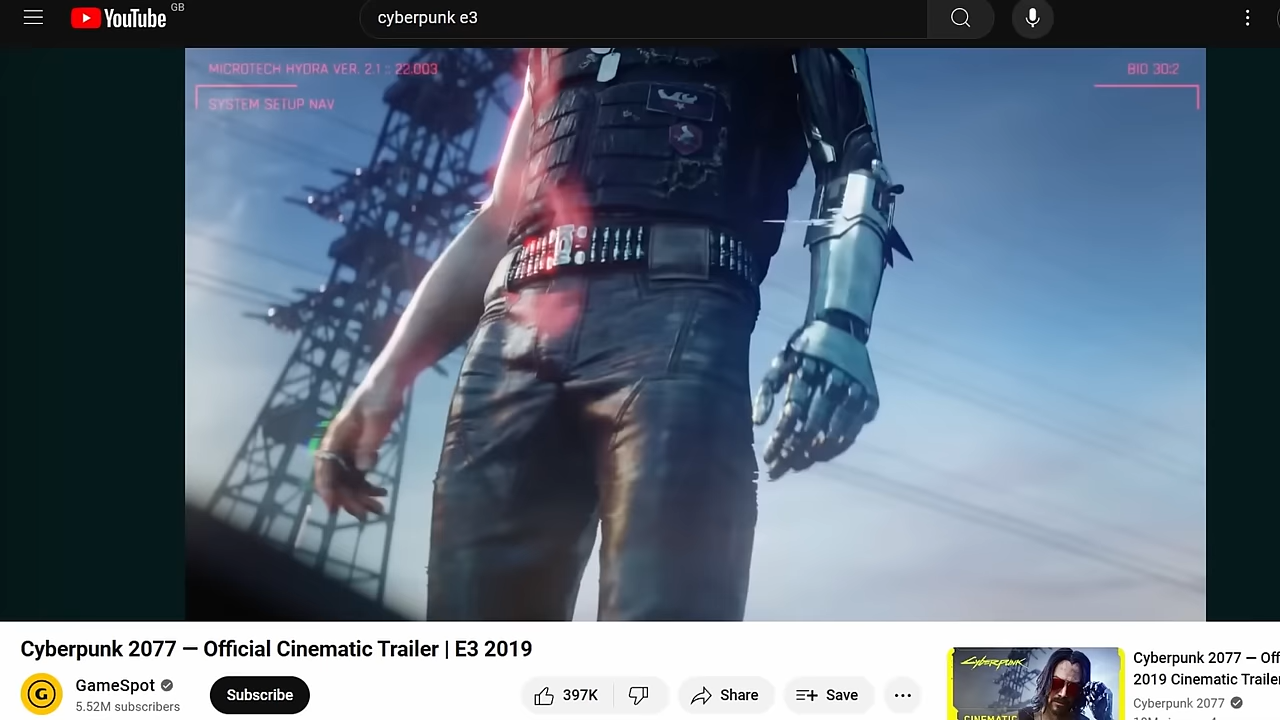 YouTube GB
cyberpunk e3
MICROTECH HYDRA VER. 2.1 :: 22.003
BIO 30:2
SYSTEM SETUP NAV
Cyberpunk 2077 — Official Cinematic Trailer | E3 2019
GameSpot
5.52M subscribers
Subscribe
397K
Share
Save
Cyberpunk
CINEMATIC
Cyberpunk 2077 — Off
2019 Cinematic Trailer
Cyberpunk 2077